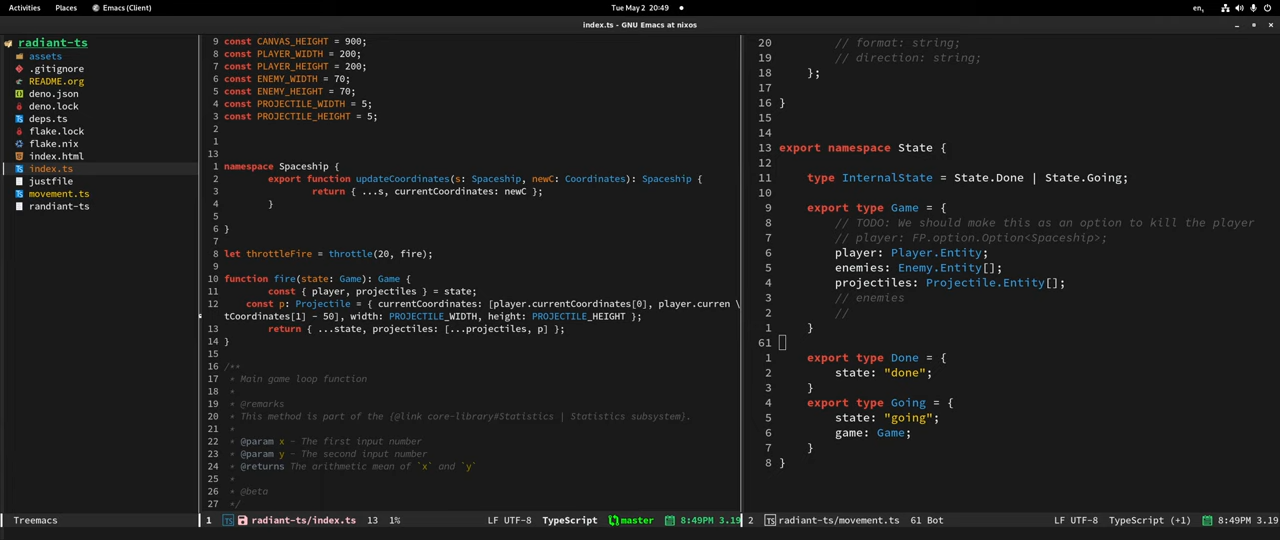 Activities Places Emacs (Client) Tue May 2 20:49 en,
index.ts - GNU Emacs at nixos
radiant-ts
assets
.gitignore
README.org
deno.json
deno.lock
deps.ts
flake.lock
flake.nix
index.html
index.ts
justfile
movement.ts
randiant-ts
Treemacs
9 const CANVAS_HEIGHT = 900;
8 const PLAYER_WIDTH = 200;
7 const PLAYER_HEIGHT = 200;
6 const ENEMY_WIDTH = 70;
5 const ENEMY_HEIGHT = 70;
4 const PROJECTILE_WIDTH = 5;
3 const PROJECTILE_HEIGHT = 5;
2
1
13
1 namespace Spaceship {
2 export function updateCoordinates(s: Spaceship, newC: Coordinates): Spaceship {
3 return { ...s, currentCoordinates: newC };
4 }
5
6 }
7
8 let throttleFire = throttle(20, fire);
9
10 function fire(state: Game): Game {
11 const { player, projectiles } = state;
12 const p: Projectile = { currentCoordinates: [player.currentCoordinates[0], player.curren \
tCoordinates[1] - 50], width: PROJECTILE_WIDTH, height: PROJECTILE_HEIGHT };
13 return { ...state, projectiles: [...projectiles, p] };
14 }
15
16 /**
17 * Main game loop function
18 *
19 * @remarks
20 * This method is part of the {@link core-library#Statistics | Statistics subsystem}.
21 *
22 * @param x - The first input number
23 * @param y - The second input number
24 * @returns The arithmetic mean of `x` and `y`
25 *
26 * @beta
27 */
1 TS radiant-ts/index.ts 13 1% LF UTF-8 TypeScript master 8:49PM 3.19
20 // format: string;
19 // direction: string;
18 };
17
16 }
15
14
13 export namespace State {
12
11 type InternalState = State.Done | State.Going;
10
9 export type Game = {
8 // TODO: We should make this as an option to kill the player
7 // player: FP.option.Option<Spaceship>;
6 player: Player.Entity;
5 enemies: Enemy.Entity[];
4 projectiles: Projectile.Entity[];
3 // enemies
2 //
1 }
61
1 export type Done = {
2 state: "done";
3 }
4 export type Going = {
5 state: "going";
6 game: Game;
7 }
8 }
2 TS radiant-ts/movement.ts 61 Bot LF UTF-8 TypeScript (+1) 8:49PM 3.19